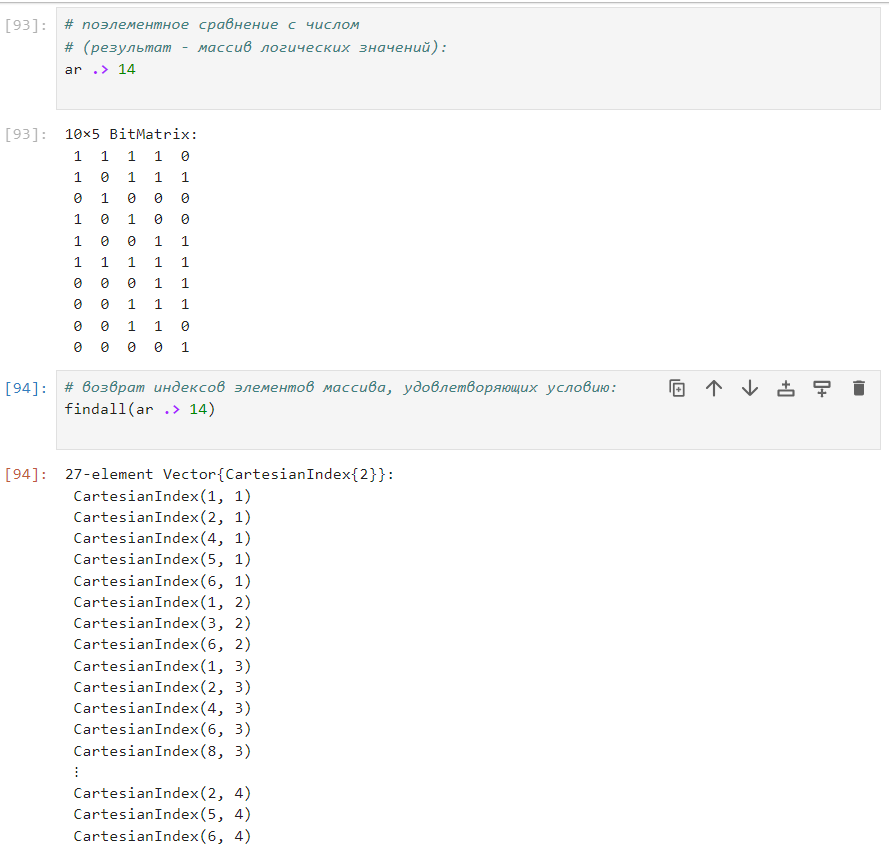 [93]: # поэлементное сравнение с числом
# (результат - массив логических значений):
ar .> 14
[93]: 10×5 BitMatrix:
1 1 1 1 0
1 0 1 1 1
0 1 0 0 0
1 0 1 0 0
1 0 0 1 1
1 1 1 1 1
0 0 0 1 1
0 0 1 1 1
0 0 1 1 0
0 0 0 0 1
[94]: # возврат индексов элементов массива, удовлетворяющих условию:
findall(ar .> 14)
[94]: 27-element Vector{CartesianIndex{2}}:
CartesianIndex(1, 1)
CartesianIndex(2, 1)
CartesianIndex(4, 1)
CartesianIndex(5, 1)
CartesianIndex(6, 1)
CartesianIndex(1, 2)
CartesianIndex(3, 2)
CartesianIndex(6, 2)
CartesianIndex(1, 3)
CartesianIndex(2, 3)
CartesianIndex(4, 3)
CartesianIndex(6, 3)
CartesianIndex(8, 3)
⋮
CartesianIndex(2, 4)
CartesianIndex(5, 4)
CartesianIndex(6, 4)